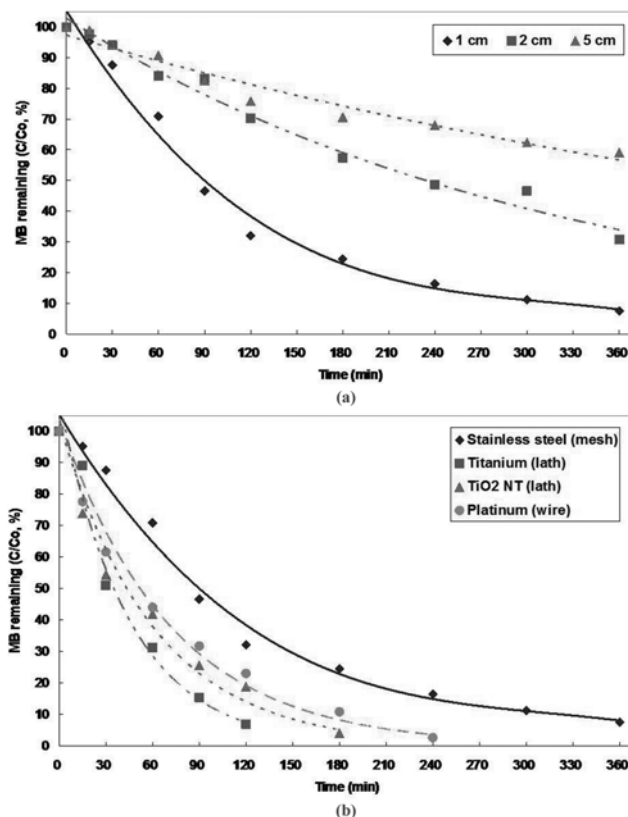 1 cm 2 cm 5 cm
MB remaining (C/Co, %)
100
90
80
70
60
50
40
30
20
10
0
0 30 60 90 120 150 180 210 240 270 300 330 360
Time (min)
(a)
Stainless steel (mesh)
Titanium (lath)
TiO2 NT (lath)
Platinum (wire)
MB remaining (C/Co, %)
100
90
80
70
60
50
40
30
20
10
0
0 30 60 90 120 150 180 210 240 270 300 330 360
Time (min)
(b)